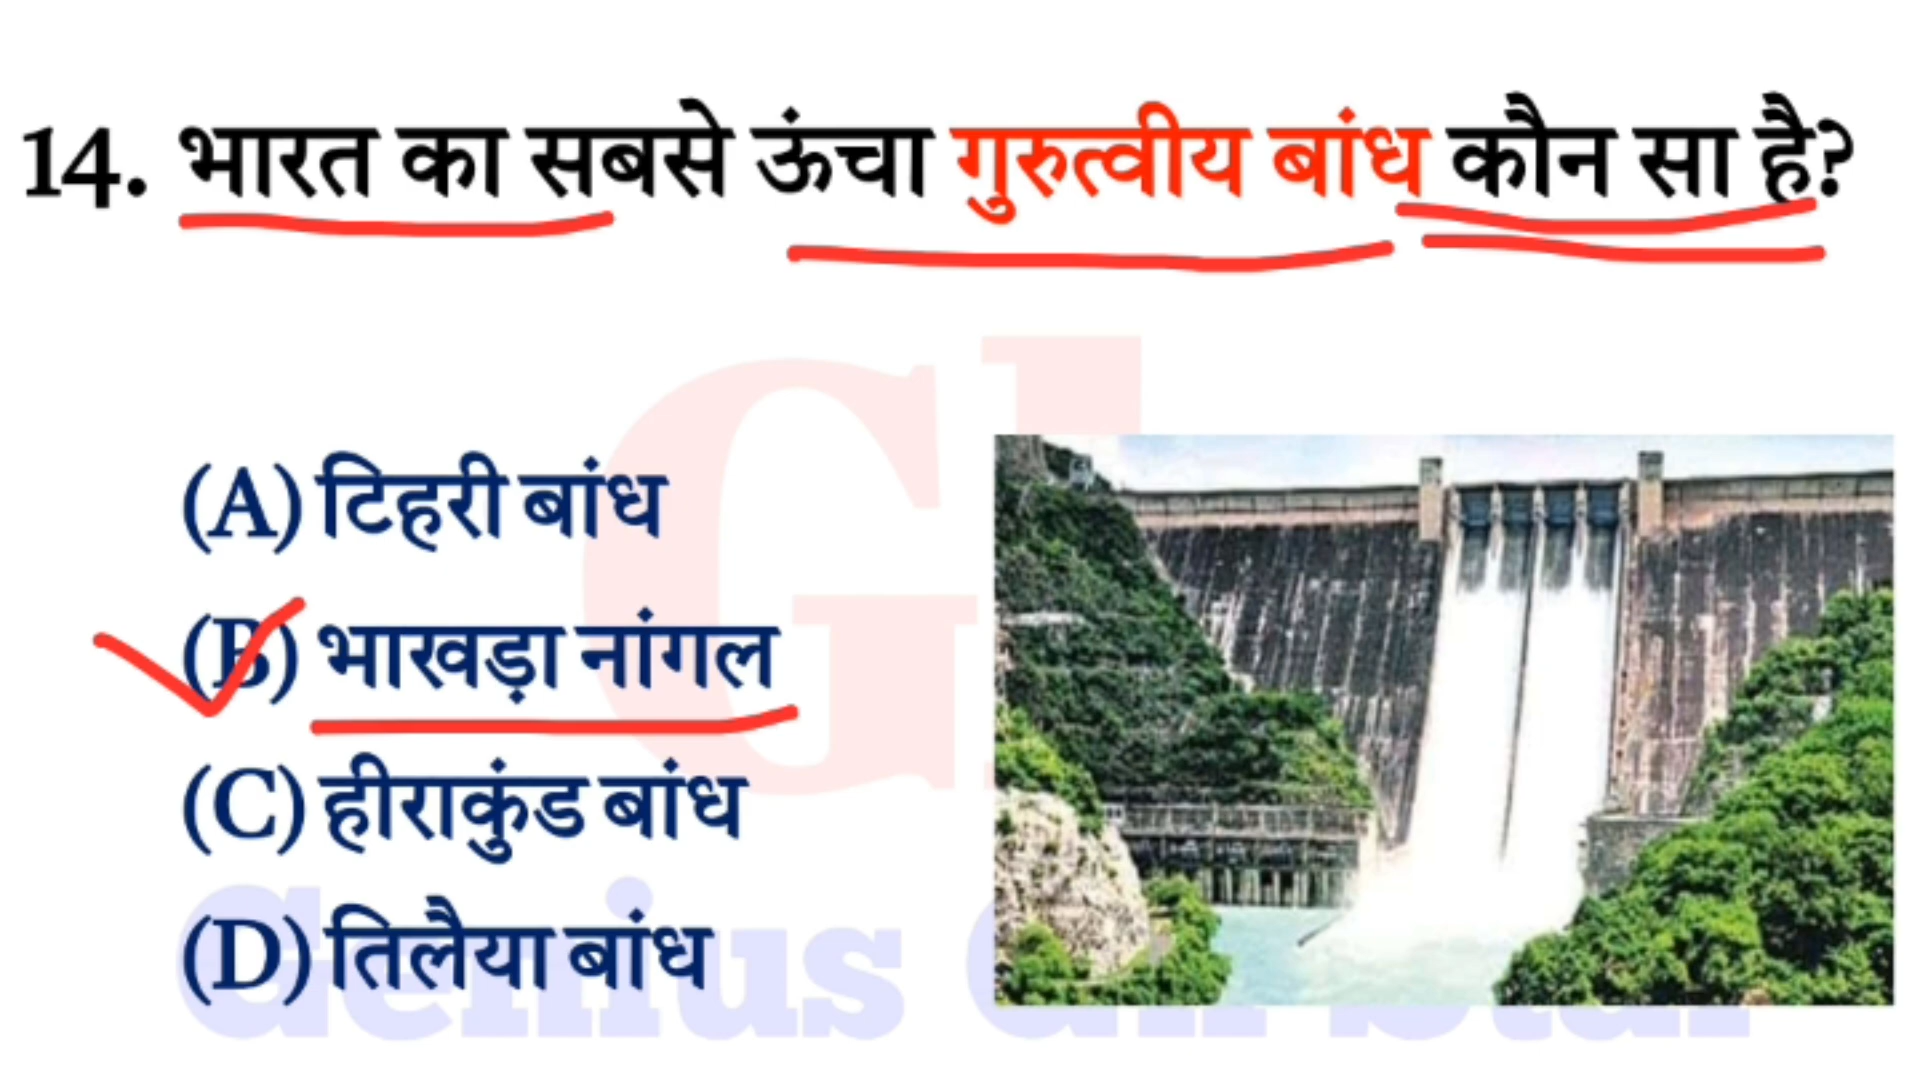 14. भारत का सबसे ऊंचा गुरुत्वीय बांध कौन सा है?
(A) टिहरी बांध
(B) भाखड़ा नांगल
(C) हीराकुंड बांध
(D) तिलैया बांध